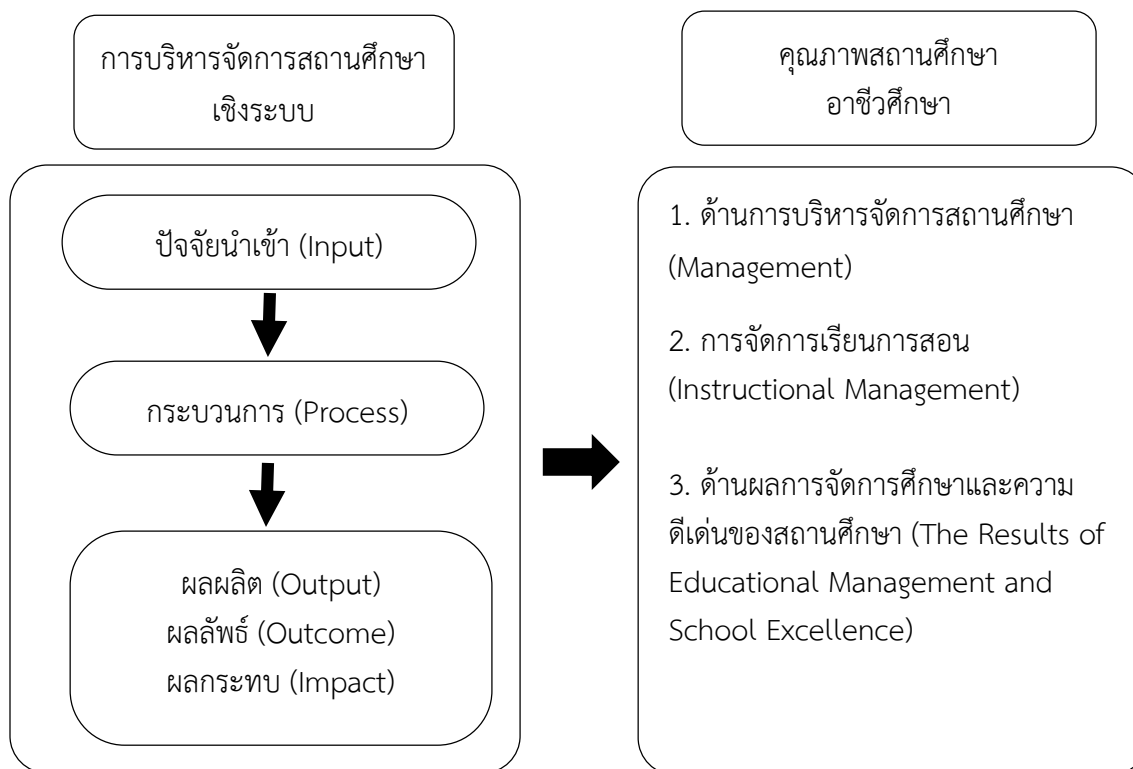 การบริหารจัดการสถานศึกษา
เชิงระบบ
ปัจจัยนำเข้า (Input)
กระบวนการ (Process)
ผลผลิต (Output)
ผลลัพธ์ (Outcome)
ผลกระทบ (Impact)
คุณภาพสถานศึกษา
อาชีวศึกษา
1. ด้านการบริหารจัดการสถานศึกษา
(Management)
2. การจัดการเรียนการสอน
(Instructional Management)
3. ด้านผลการจัดการศึกษาและความ
ดีเด่นของสถานศึกษา (The Results of
Educational Management and
School Excellence)